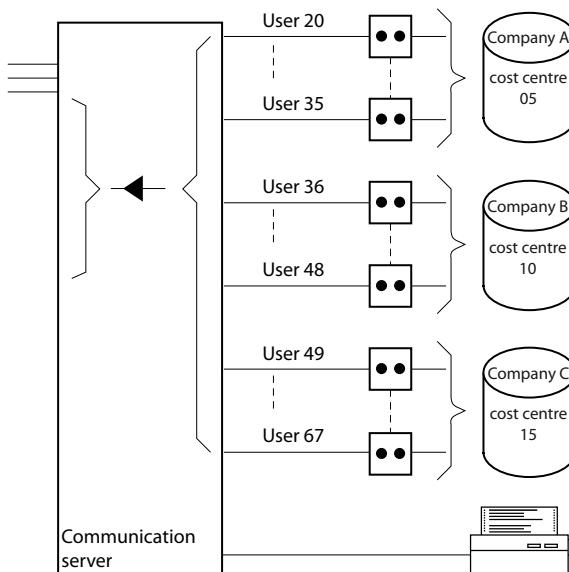 User 20
Company A
cost centre
05
User 35
User 36
Company B
cost centre
10
User 48
User 49
Company C
cost centre
15
User 67
Communication
server